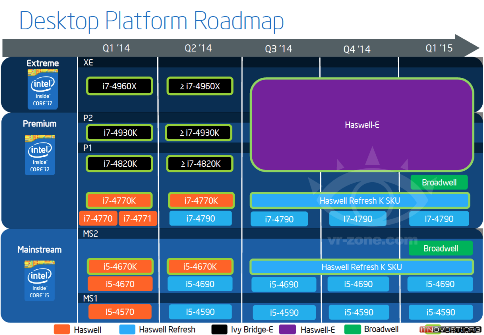 Desktop Platform Roadmap
Q1 '14 Q2 '14 Q3 '14 Q4 '14 Q1 '15
Extreme XE
intel inside CORE i7
i7-4960X ≥ i7-4960X
Haswell-E
Premium P2
intel inside CORE i7
i7-4930K ≥ i7-4930K
P1
i7-4820K ≥ i7-4820K
Broadwell
i7-4770K i7-4770K Haswell Refresh K SKU
i7-4770 i7-4771 i7-4790 i7-4790 i7-4790 i7-4790
vr-zone.com
MS2
Mainstream
intel inside CORE i5
Broadwell
i5-4670K i5-4670K Haswell Refresh K SKU
i5-4670 i5-4690 i5-4690 i5-4690 i5-4690
MS1
i5-4570 i5-4590 i5-4590 i5-4590 i5-4590
Haswell Haswell Refresh Ivy Bridge-E Haswell-E Broadwell